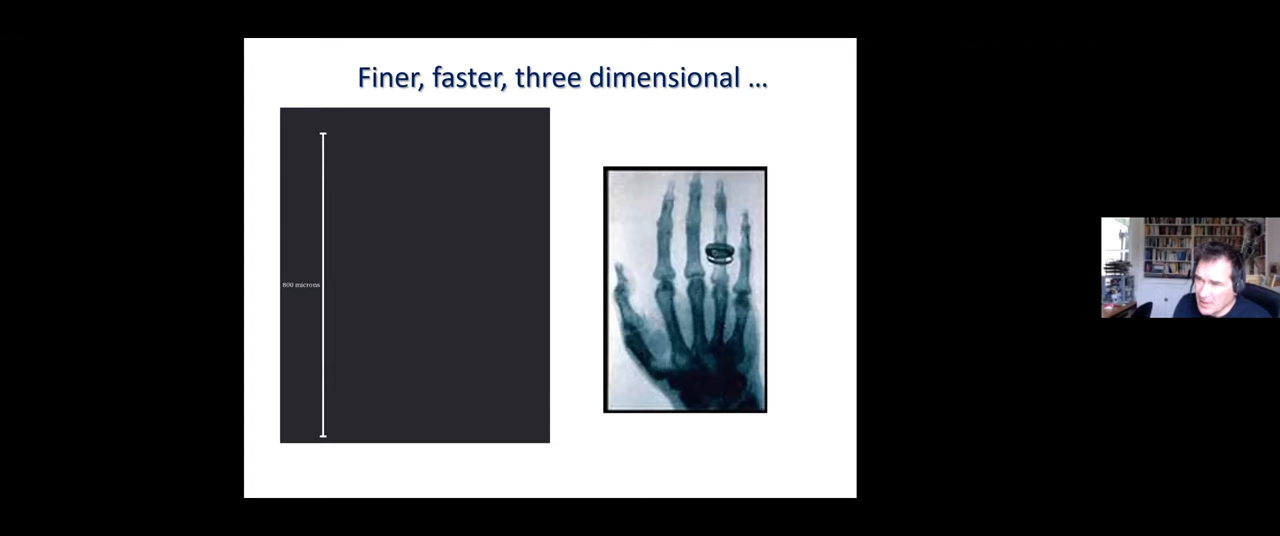 Finer, faster, three dimensional ...
600 microns